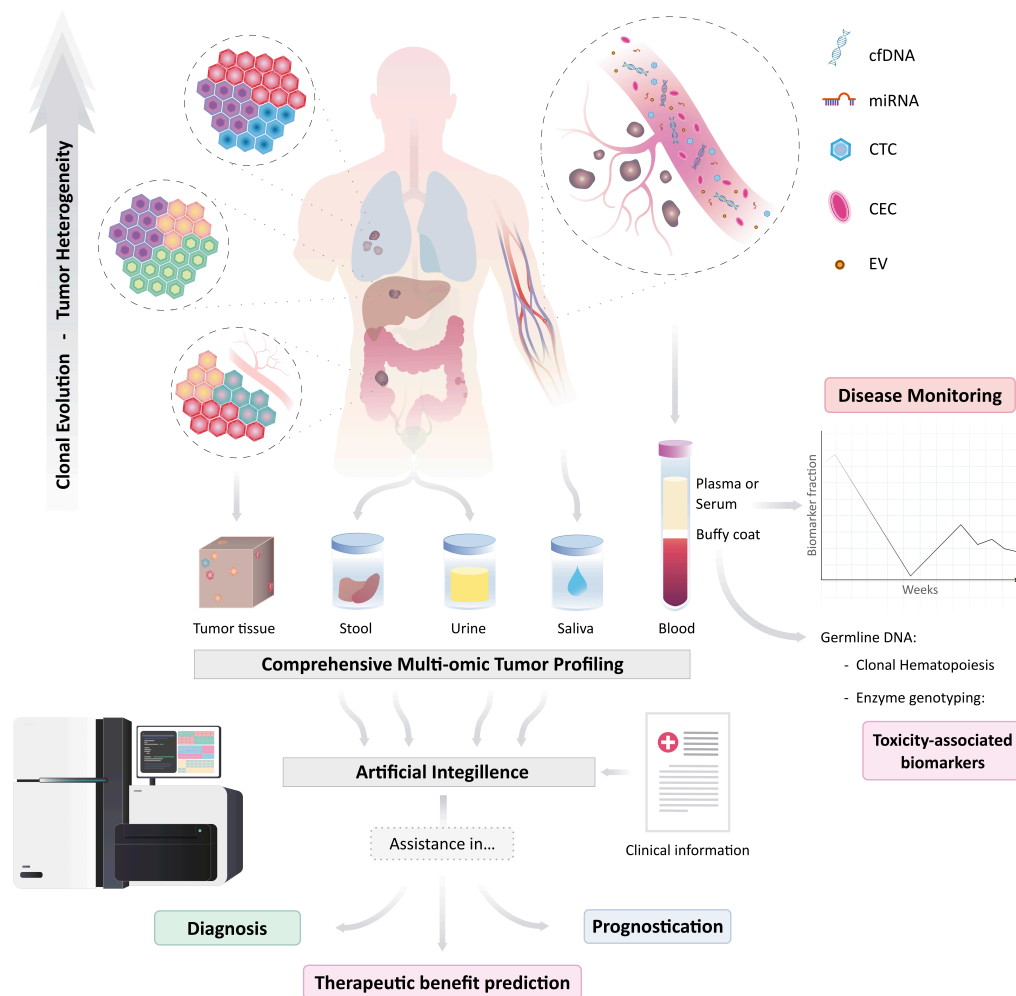 Clonal Evolution - Tumor Heterogeneity
cfDNA
miRNA
CTC
CEC
EV
Disease Monitoring
Biomarker fraction
Weeks
Plasma or
Serum
Buffy coat
Tumor tissue
Stool
Urine
Saliva
Blood
Germline DNA:
- Clonal Hematopoiesis
- Enzyme genotyping:
Toxicity-associated
biomarkers
Comprehensive Multi-omic Tumor Profiling
Artificial Integillence
Clinical information
Assistance in...
Diagnosis
Prognostication
Therapeutic benefit prediction